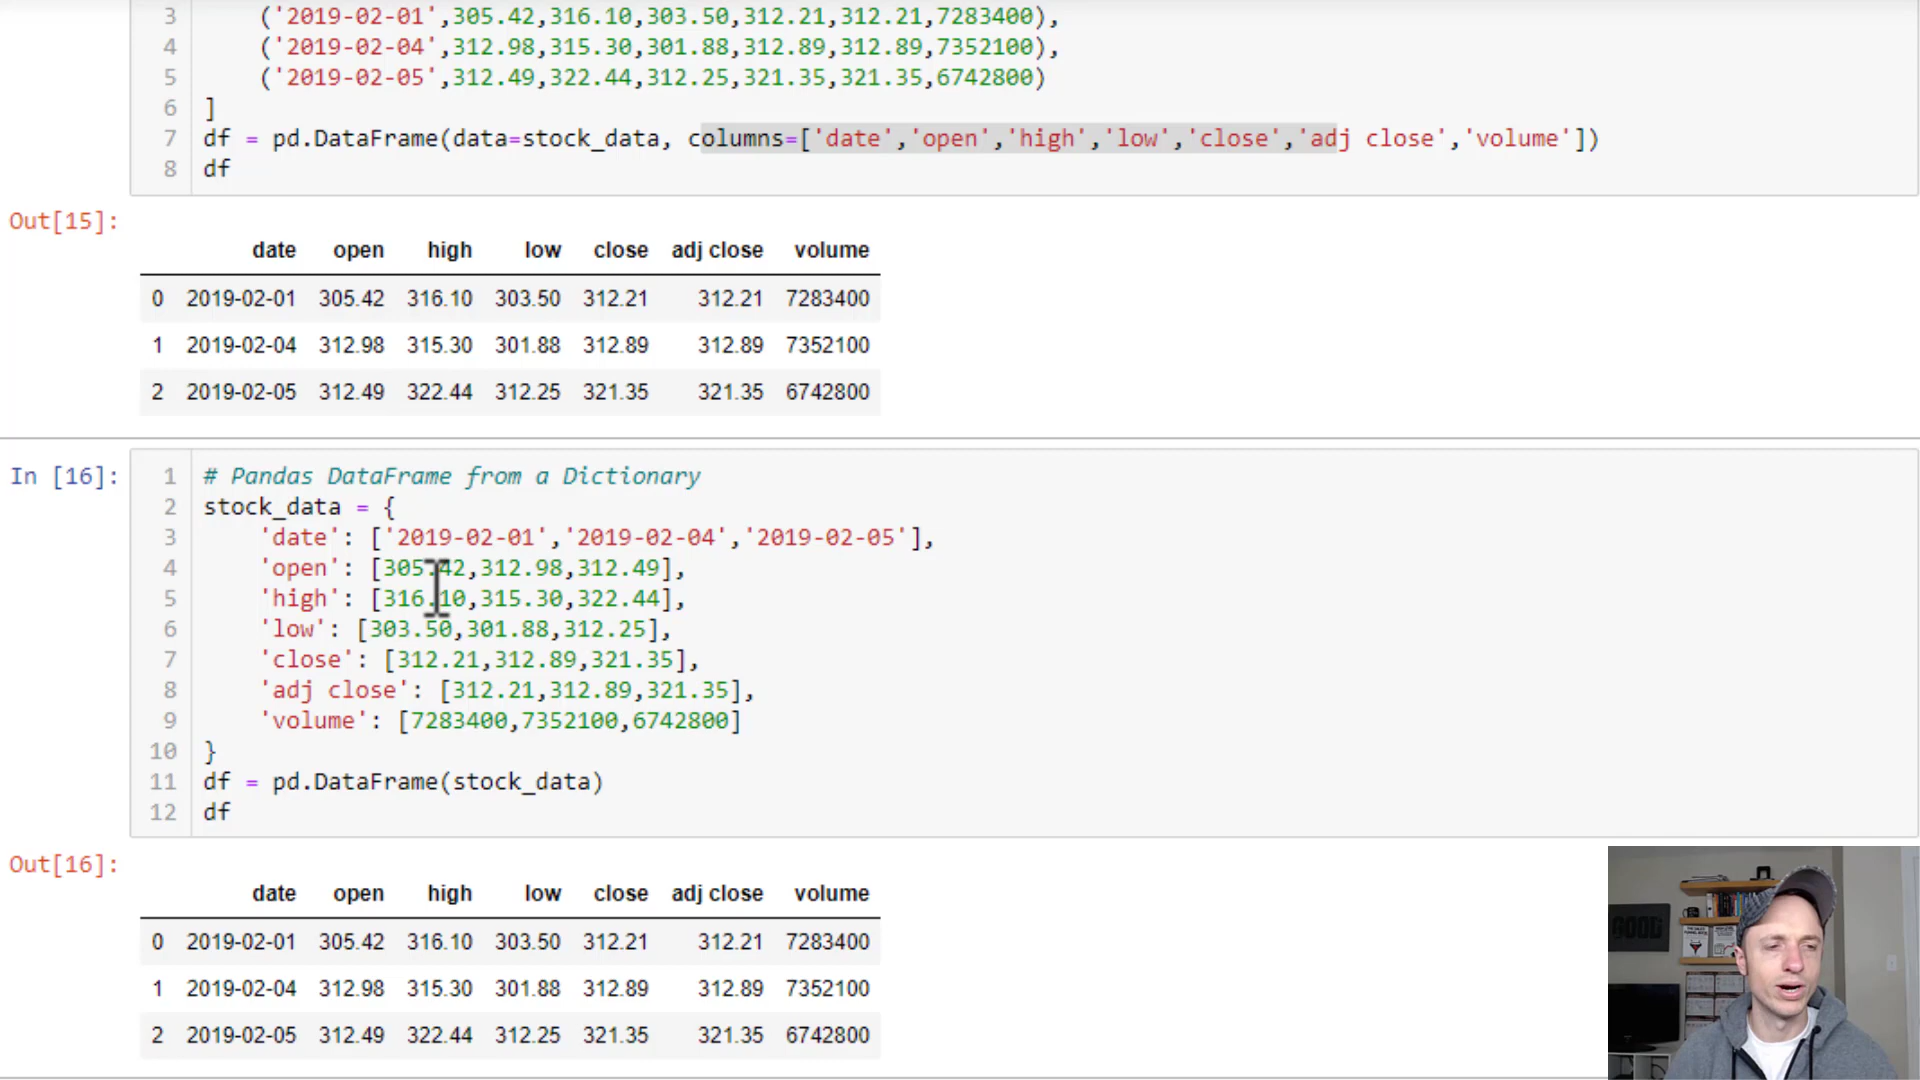 3 ('2019-02-01',305.42,316.10,303.50,312.21,312.21,7283400),
4 ('2019-02-04',312.98,315.30,301.88,312.89,312.89,7352100),
5 ('2019-02-05',312.49,322.44,312.25,321.35,321.35,6742800)
6 ]
7 df = pd.DataFrame(data=stock_data, columns=['date','open','high','low','close','adj close','volume'])
8 df
Out[15]:
date open high low close adj close volume
0 2019-02-01 305.42 316.10 303.50 312.21 312.21 7283400
1 2019-02-04 312.98 315.30 301.88 312.89 312.89 7352100
2 2019-02-05 312.49 322.44 312.25 321.35 321.35 6742800
In [16]:
1 # Pandas DataFrame from a Dictionary
2 stock_data = {
3 'date': ['2019-02-01','2019-02-04','2019-02-05'],
4 'open': [305.42,312.98,312.49],
5 'high': [316.10,315.30,322.44],
6 'low': [303.50,301.88,312.25],
7 'close': [312.21,312.89,321.35],
8 'adj close': [312.21,312.89,321.35],
9 'volume': [7283400,7352100,6742800]
10 }
11 df = pd.DataFrame(stock_data)
12 df
Out[16]:
date open high low close adj close volume
0 2019-02-01 305.42 316.10 303.50 312.21 312.21 7283400
1 2019-02-04 312.98 315.30 301.88 312.89 312.89 7352100
2 2019-02-05 312.49 322.44 312.25 321.35 321.35 6742800
GOOD